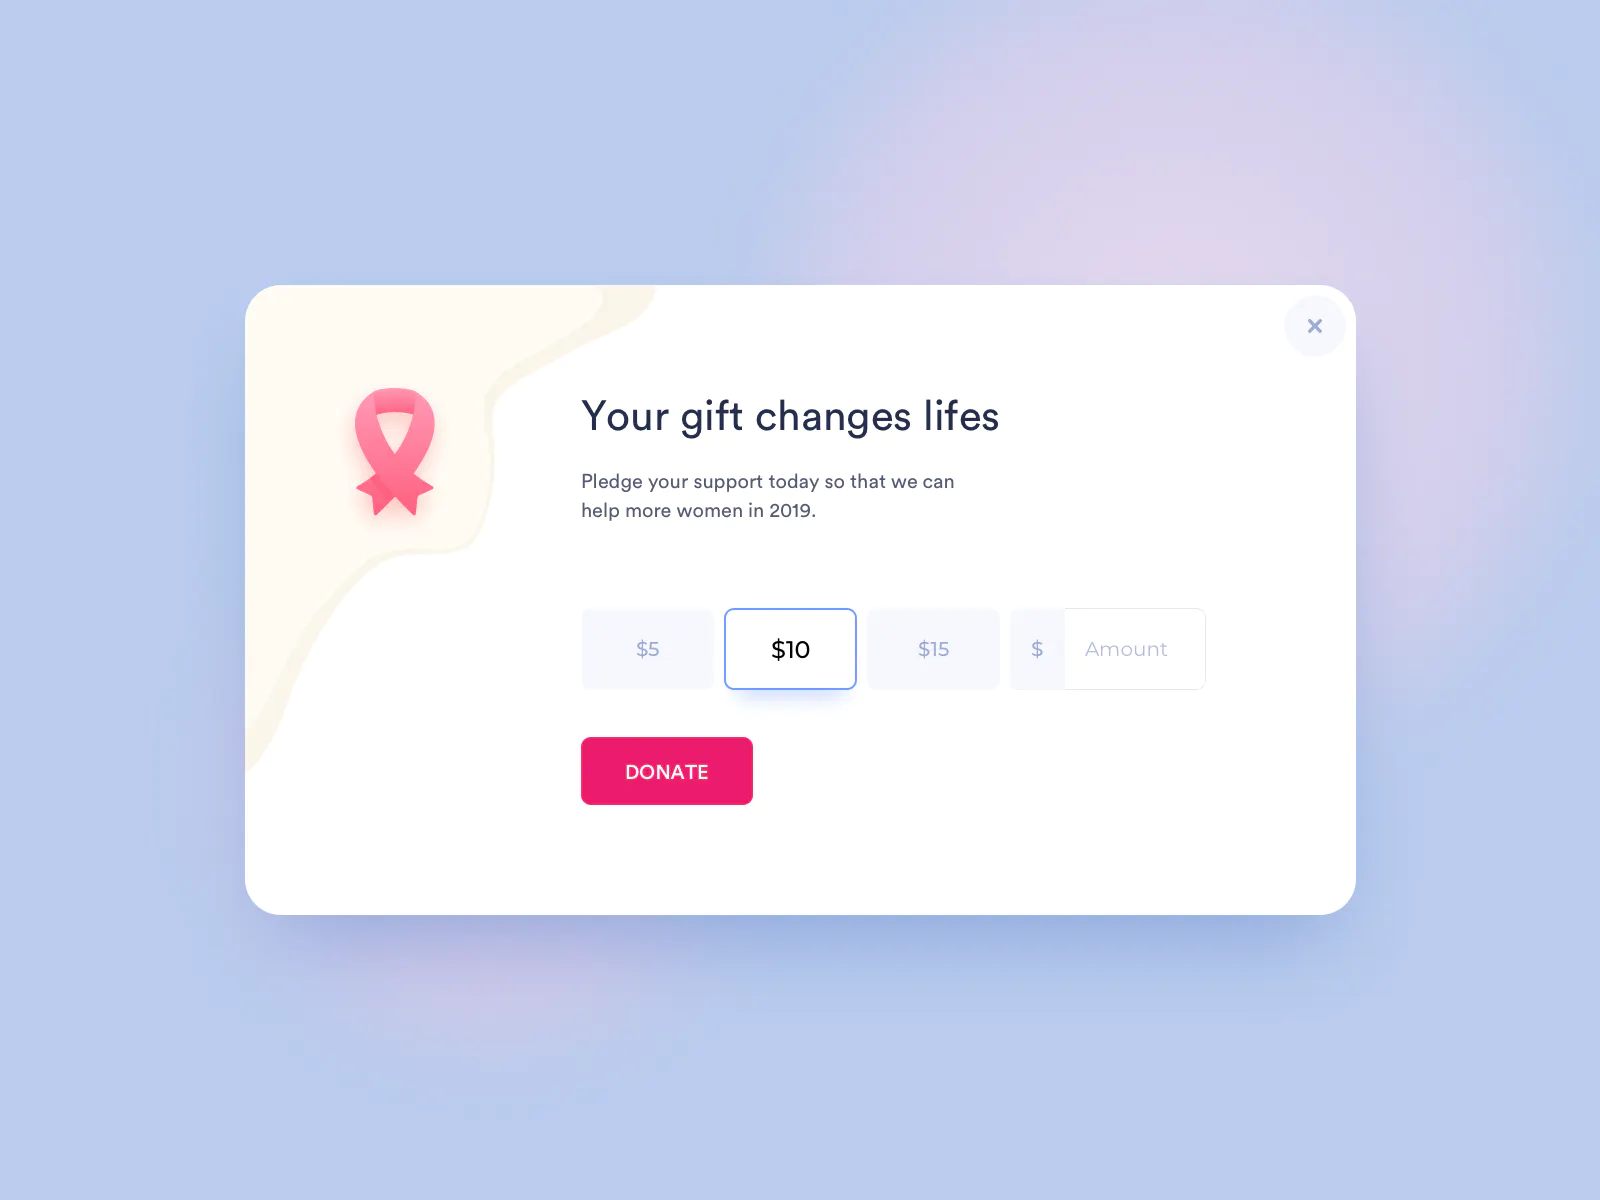 Your gift changes lifes
Pledge your support today so that we can
help more women in 2019.
$5
$10
$15
$
Amount
DONATE